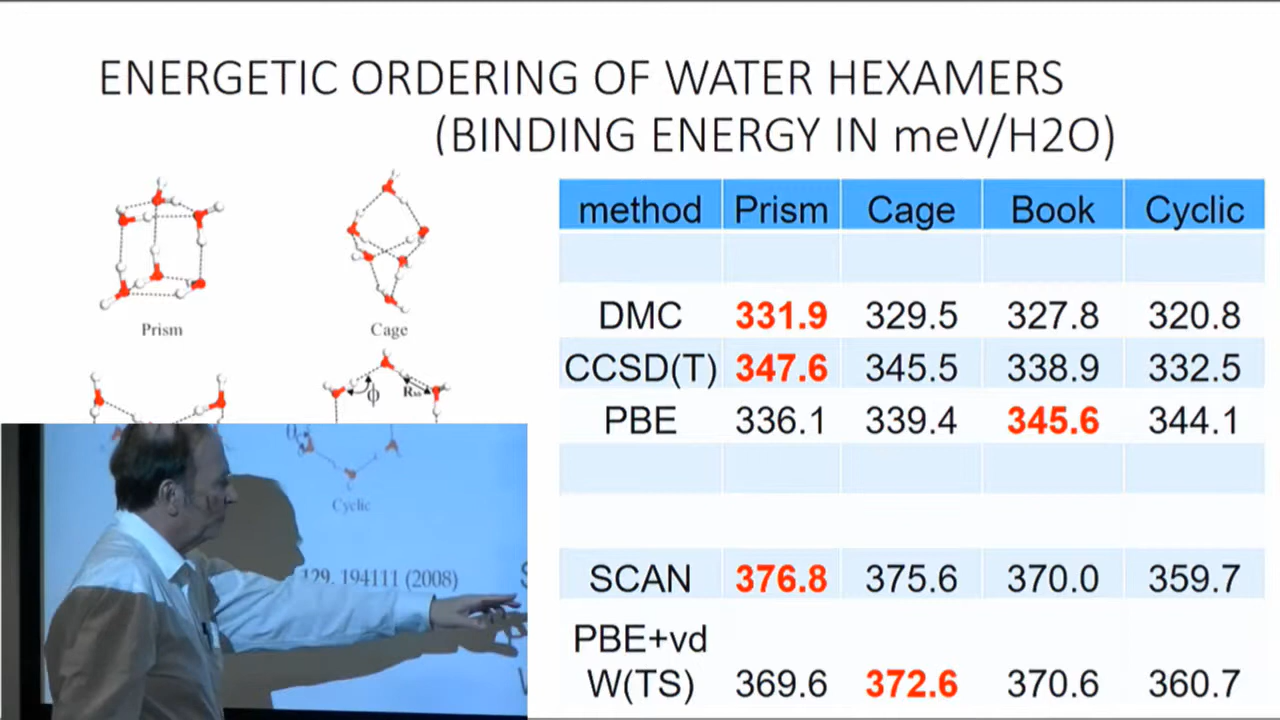 ENERGETIC ORDERING OF WATER HEXAMERS
(BINDING ENERGY IN meV/H2O)
Prism
Cage
ϕ
Cyclic
129, 194111 (2008)
method Prism Cage Book Cyclic
DMC 331.9 329.5 327.8 320.8
CCSD(T) 347.6 345.5 338.9 332.5
PBE 336.1 339.4 345.6 344.1
SCAN 376.8 375.6 370.0 359.7
PBE+vd
W(TS) 369.6 372.6 370.6 360.7